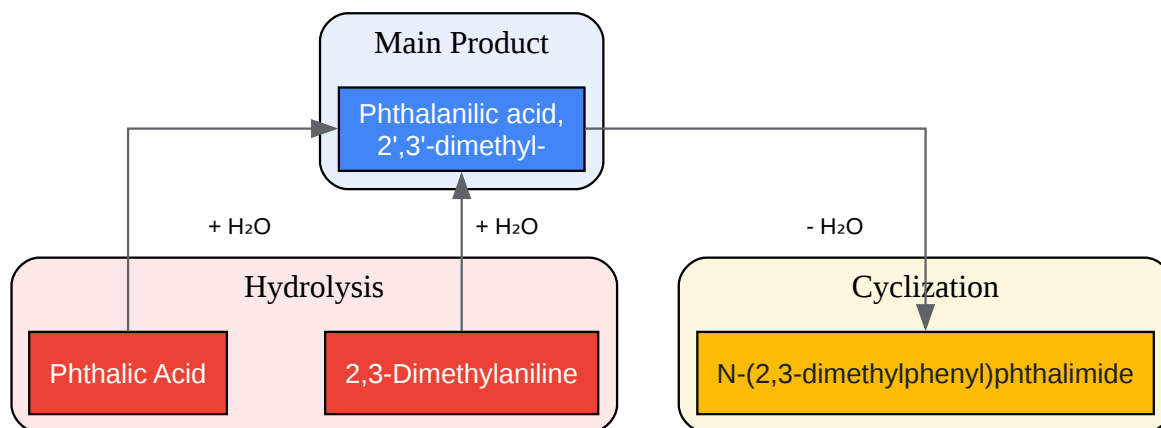 Main Product
Phthalanilic acid,
2',3'-dimethyl-
+ H₂O
+ H₂O
- H₂O
Hydrolysis
Cyclization
Phthalic Acid
2,3-Dimethylaniline
N-(2,3-dimethylphenyl)phthalimide